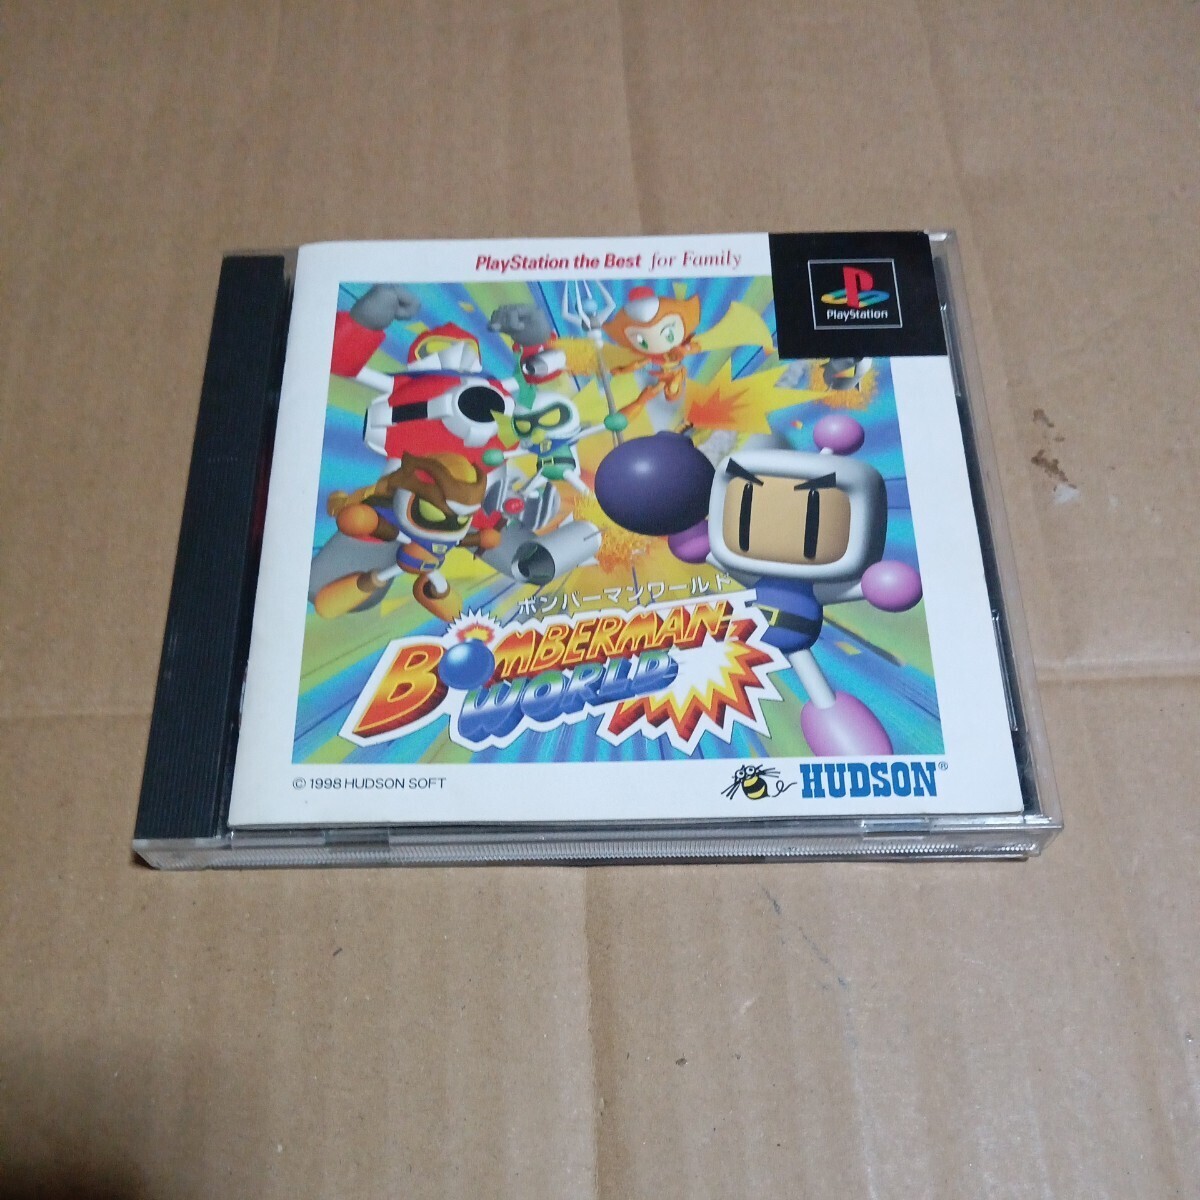 PlayStation the Best for Family
PlayStation
ボンバーマンワールド
BOMBERMAN
WORLD
© 1998 HUDSON SOFT
HUDSON®